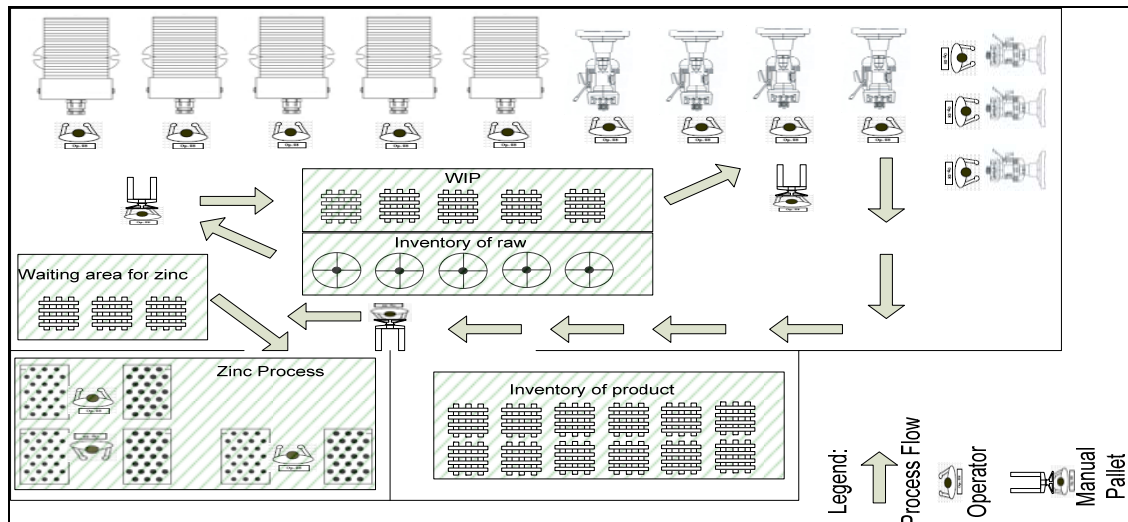 WIP
Inventory of raw
Waiting area for zinc
Zinc Process
Inventory of product
Legend:
Process Flow
Operator
Manual
Pallet